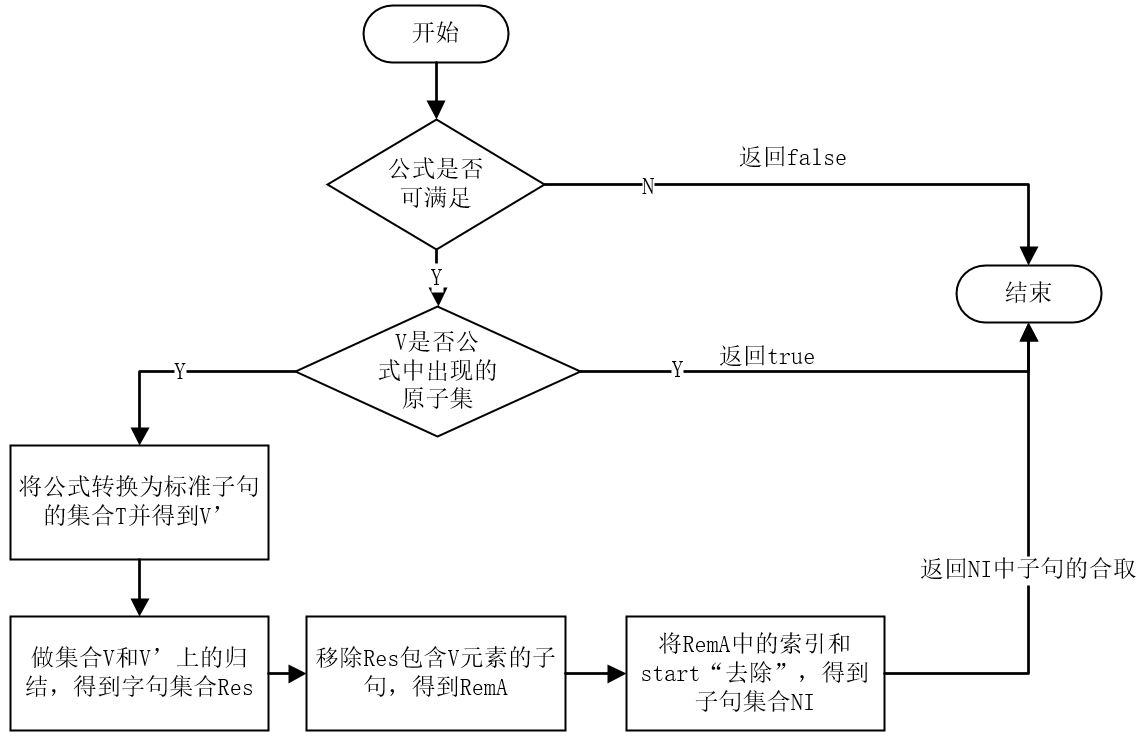 开始
公式是否
可满足
返回false
N
Y
结束
V是否公
式中出现的
原子集
Y
Y
返回true
将公式转换为标准子句
的集合T并得到V’
返回NI中子句的合取
做集合V和V’上的归
结，得到字句集合Res
移除Res包含V元素的子
句，得到RemA
将RemA中的索引和
start“去除”，得到
子句集合NI